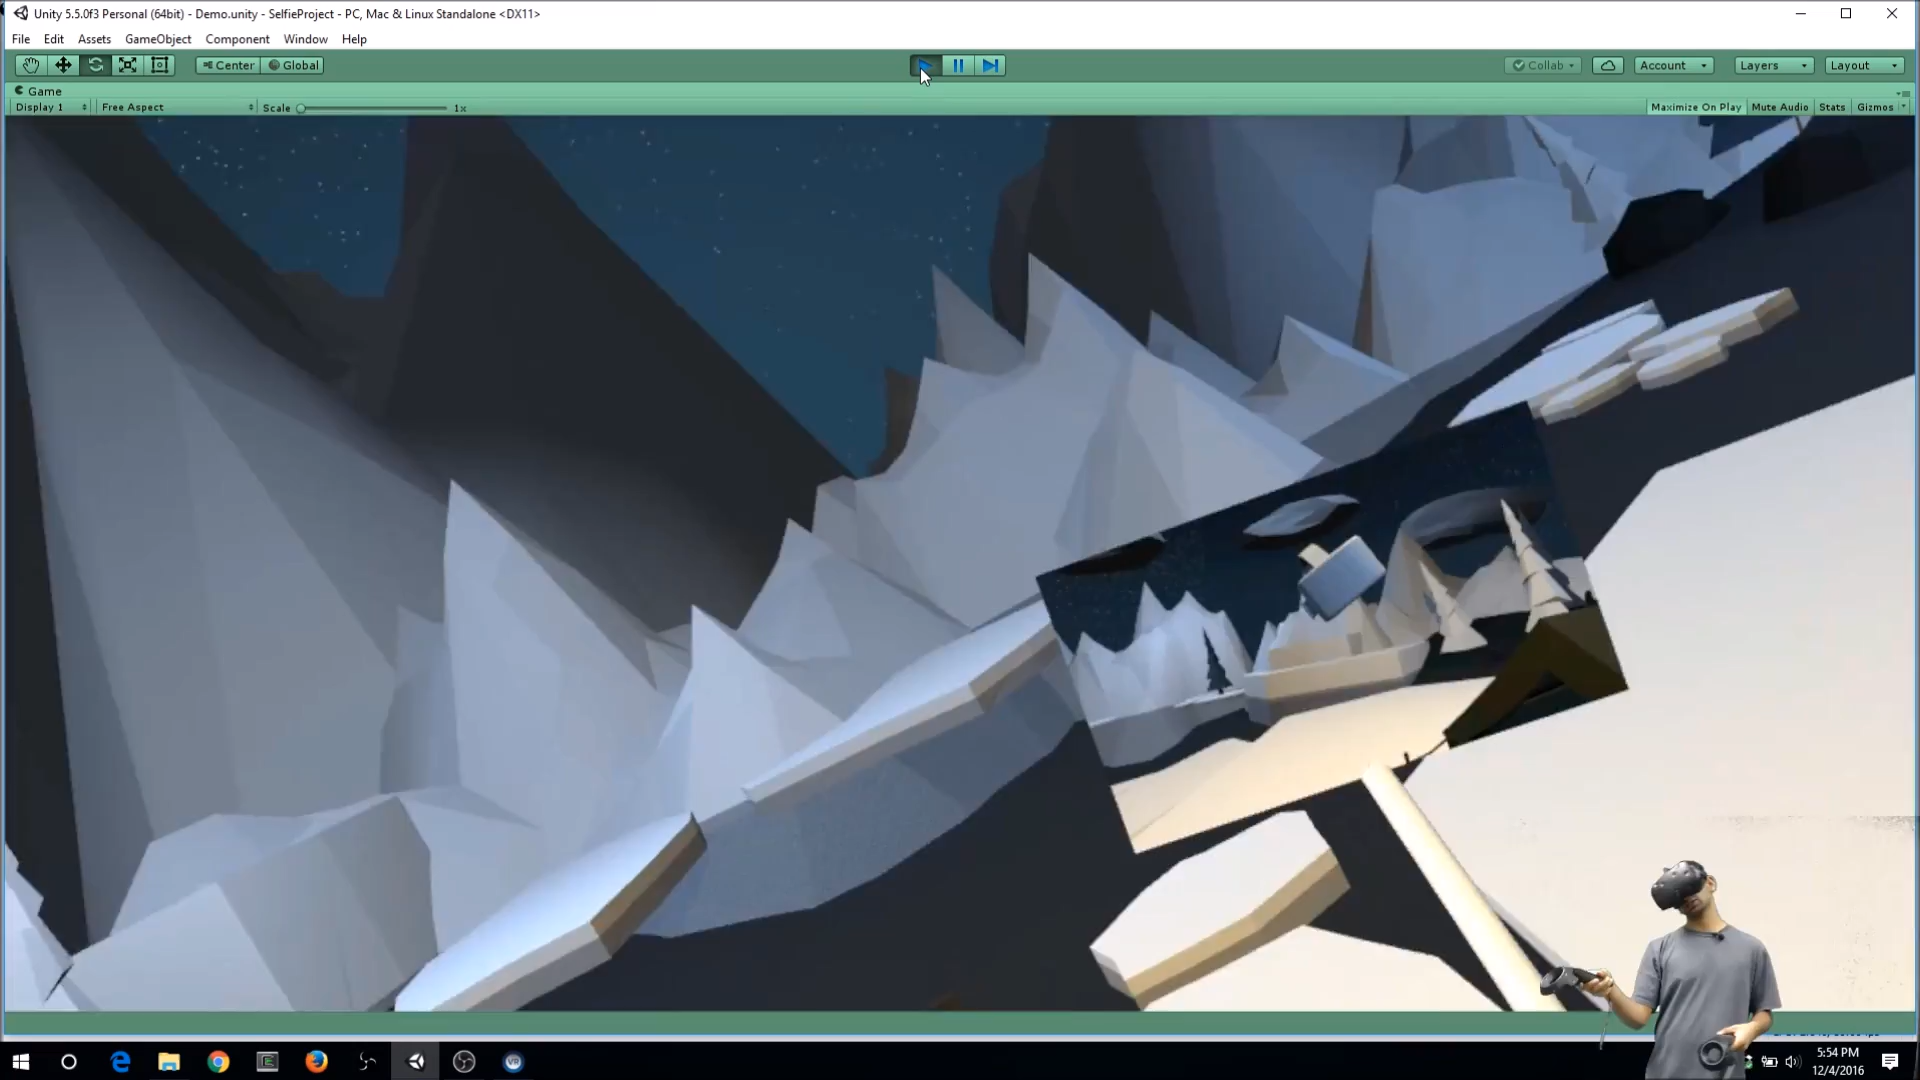 Unity 5.5.0f3 Personal (64bit) - Demo.unity - SelfieProject - PC, Mac & Linux Standalone <DX11>
File Edit Assets GameObject Component Window Help
Center Global Collab Account Layers Layout
Game
Display 1 Free Aspect Scale 1x Maximize On Play Mute Audio Stats Gizmos
5:54 PM
12/4/2016